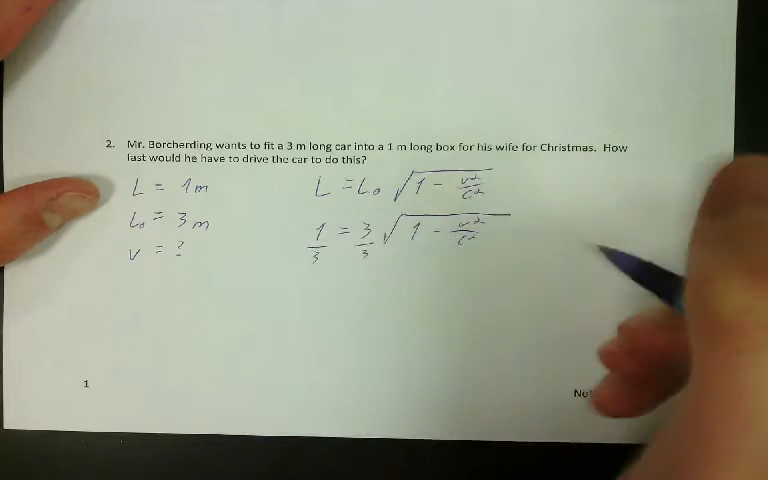 2. Mr. Borcherding wants to fit a 3 m long car into a 1 m long box for his wife for Christmas. How
fast would he have to drive the car to do this?
L = 1m
L₀ = 3 m
v = ?
L = L₀ √(1 - v²/c²)
1/3 = 3/3 √(1 - v²/c²)
1